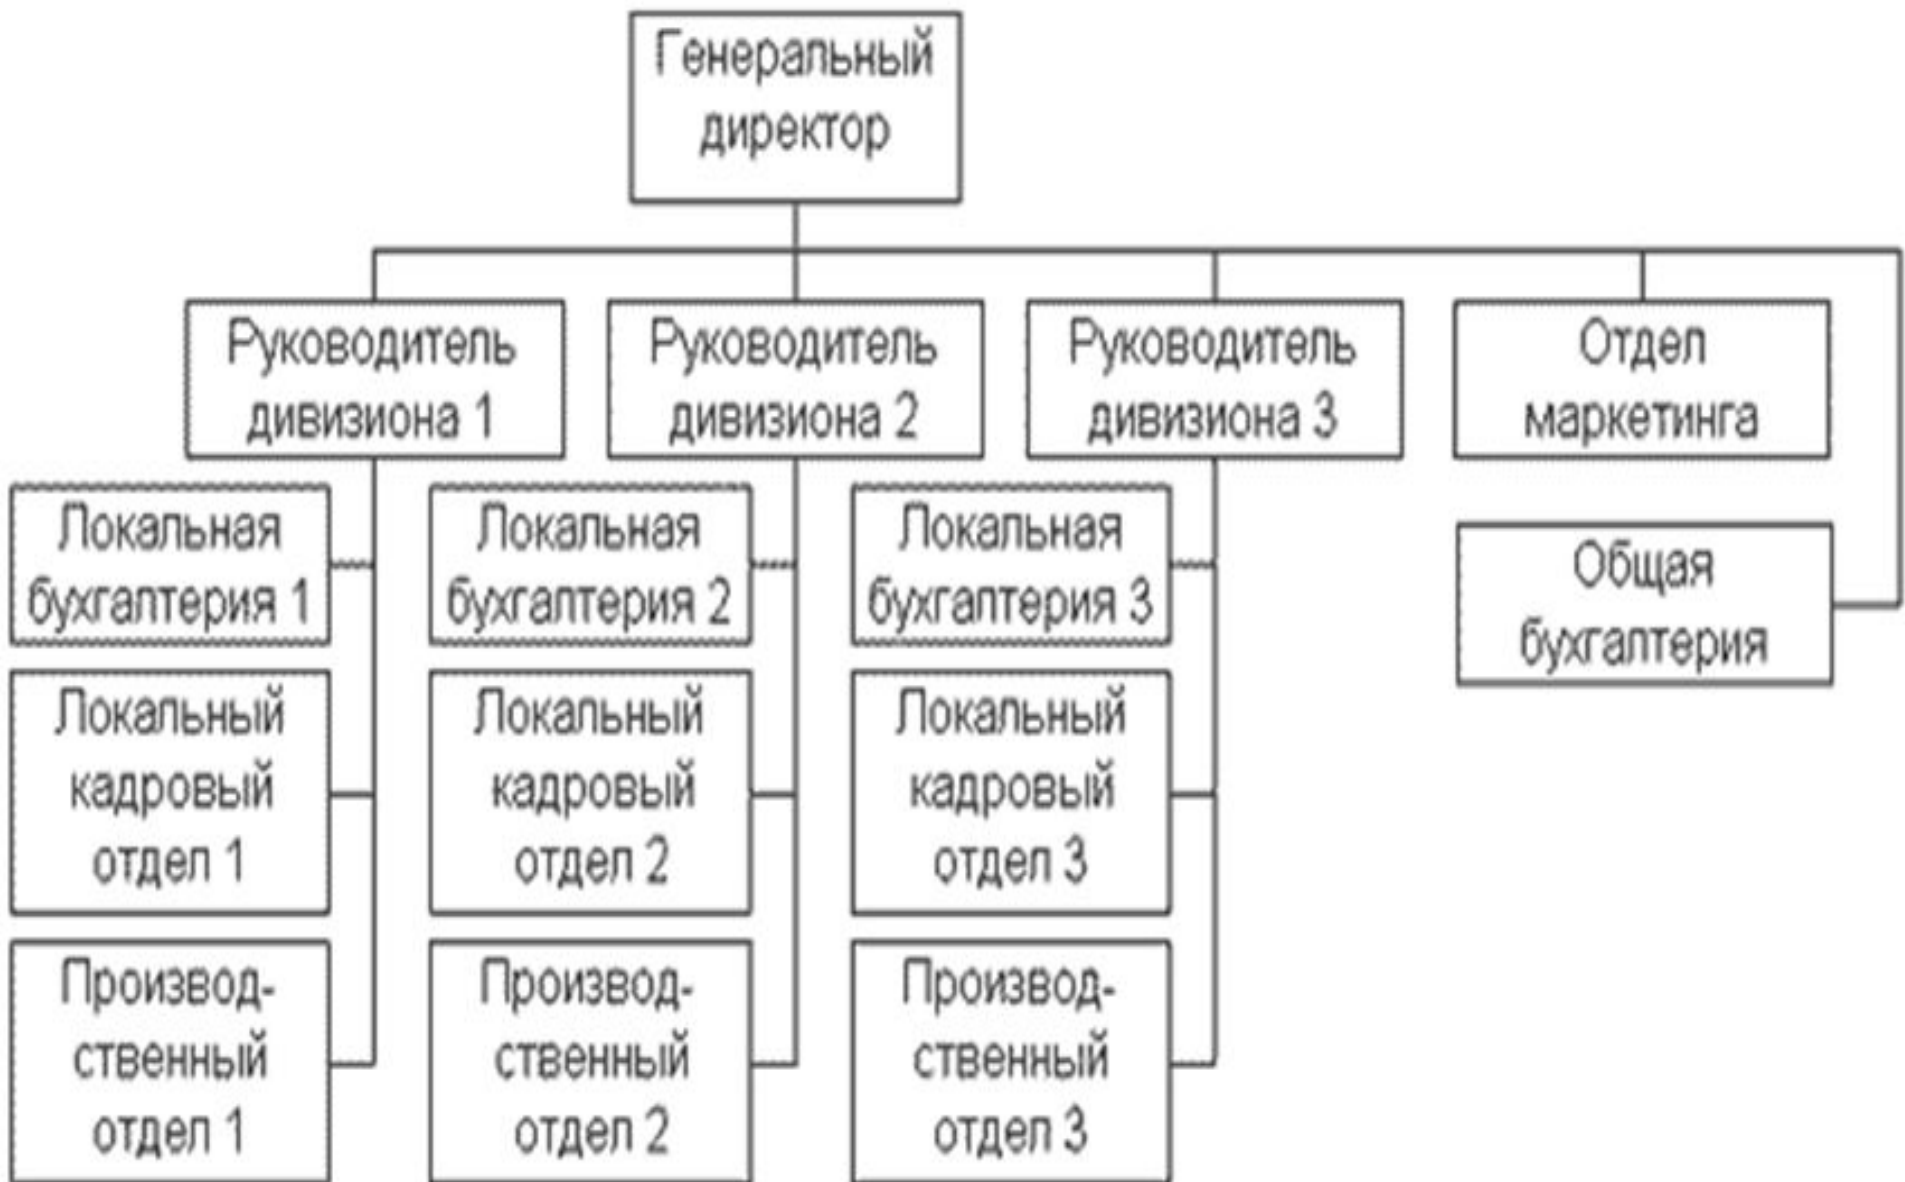 Генеральный
директор
Руководитель
дивизиона 1
Руководитель
дивизиона 2
Руководитель
дивизиона 3
Отдел
маркетинга
Локальная
бухгалтерия 1
Локальная
бухгалтерия 2
Локальная
бухгалтерия 3
Общая
бухгалтерия
Локальный
кадровый
отдел 1
Локальный
кадровый
отдел 2
Локальный
кадровый
отдел 3
Производ-
ственный
отдел 1
Производ-
ственный
отдел 2
Производ-
ственный
отдел 3